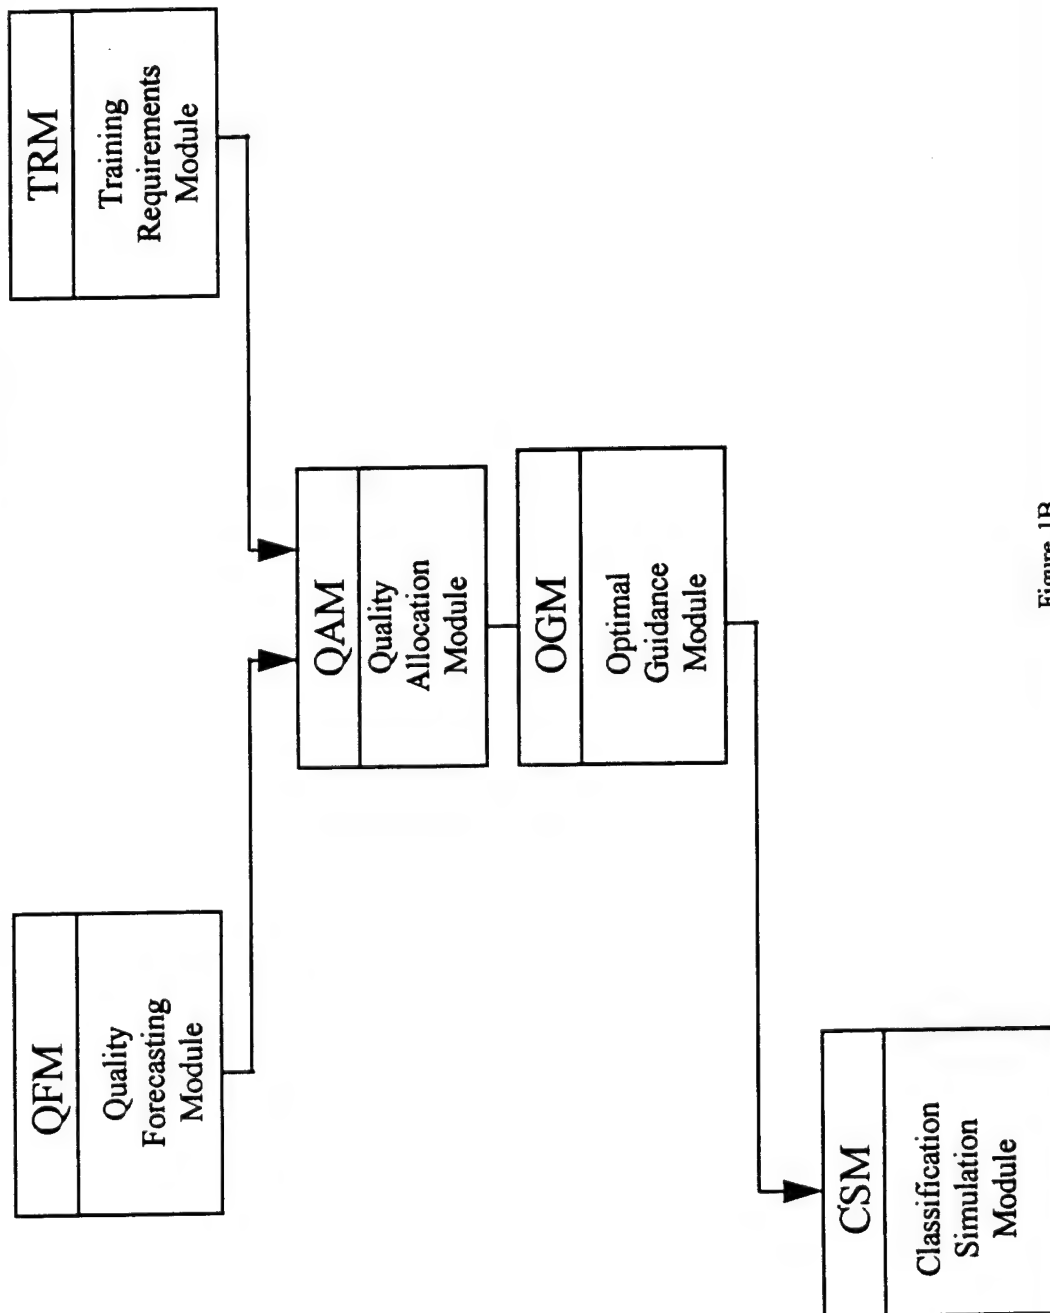 QFM
Quality
Forecasting
Module
TRM
Training
Requirements
Module
QAM
Quality
Allocation
Module
OGM
Optimal
Guidance
Module
CSM
Classification
Simulation
Module
Figure 1B